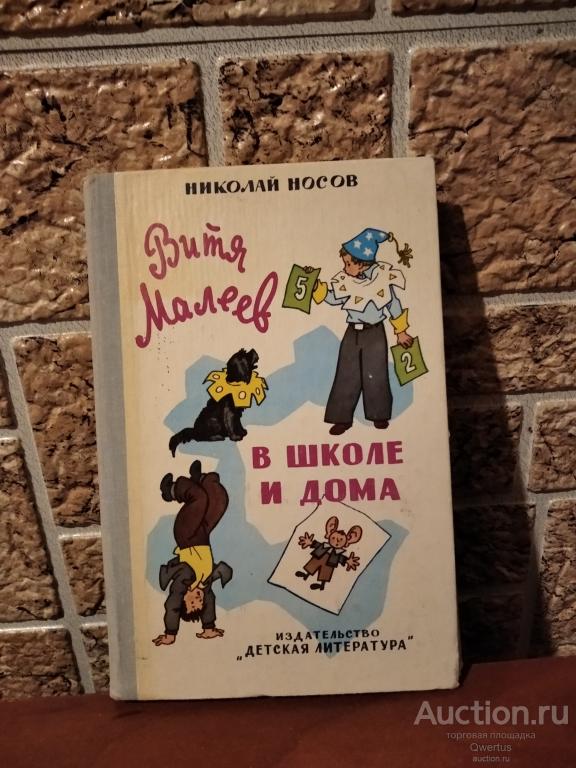 НИКОЛАЙ НОСОВ
Витя
Малеев
5
2
В ШКОЛЕ
И ДОМА
ИЗДАТЕЛЬСТВО
„ДЕТСКАЯ ЛИТЕРАТУРА"
Auction.ru
торговая площадка
Qwertus
auction.ru